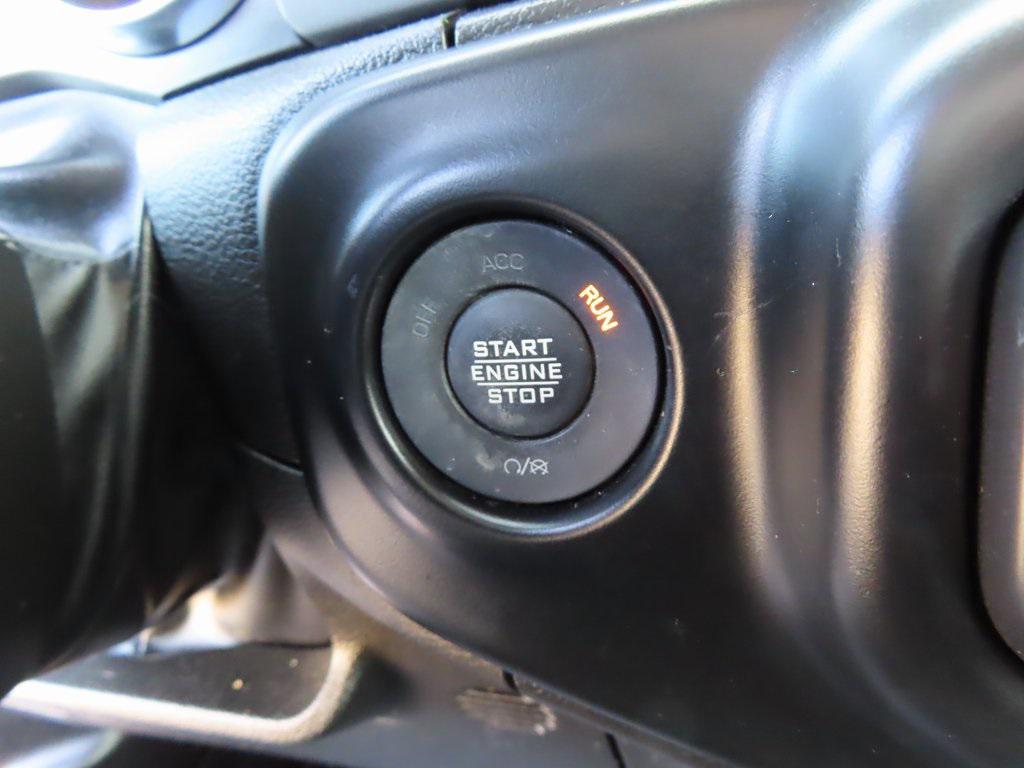 ACC
OFF
RUN
START
ENGINE
STOP